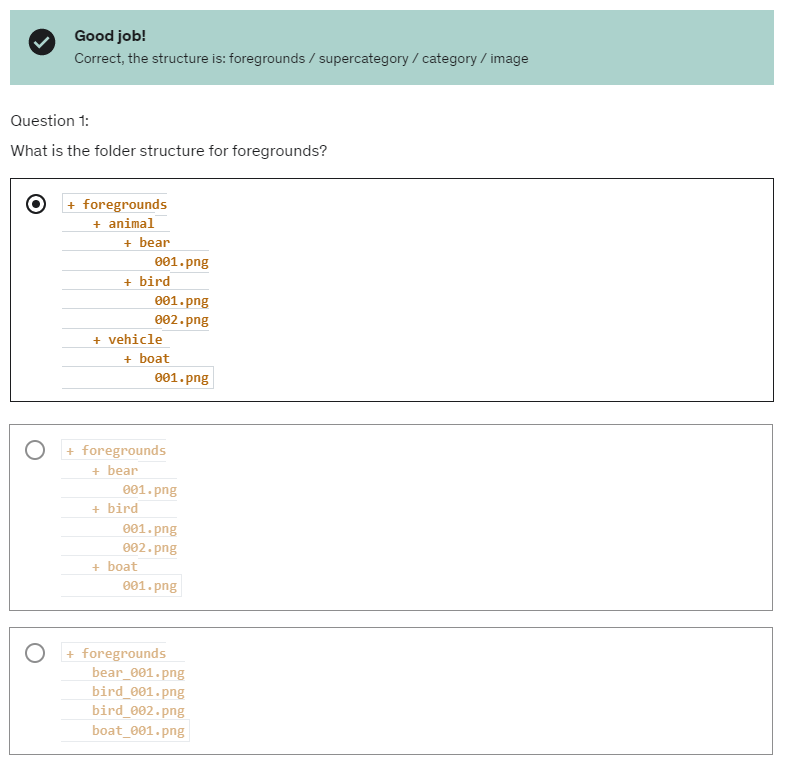 Good job!
Correct, the structure is: foregrounds / supercategory / category / image
Question 1:
What is the folder structure for foregrounds?
+ foregrounds
+ animal
+ bear
001.png
+ bird
001.png
002.png
+ vehicle
+ boat
001.png
+ foregrounds
+ bear
001.png
+ bird
001.png
002.png
+ boat
001.png
+ foregrounds
bear_001.png
bird_001.png
bird_002.png
boat_001.png